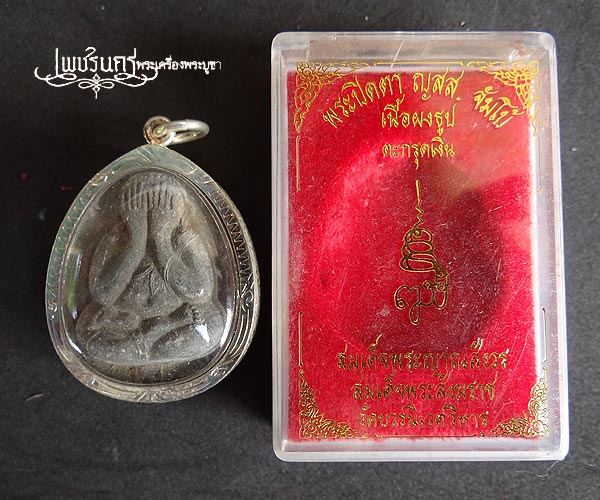 เพชรินทร์พระเครื่องพระบูชา
พระปิดตา ญสส. จัมโบ้
เนื้อผงธูป
ตะกรุดเงิน
สมเด็จพระญาณสังวร
สมเด็จพระสังฆราช
วัดบวรนิเวศวิหาร